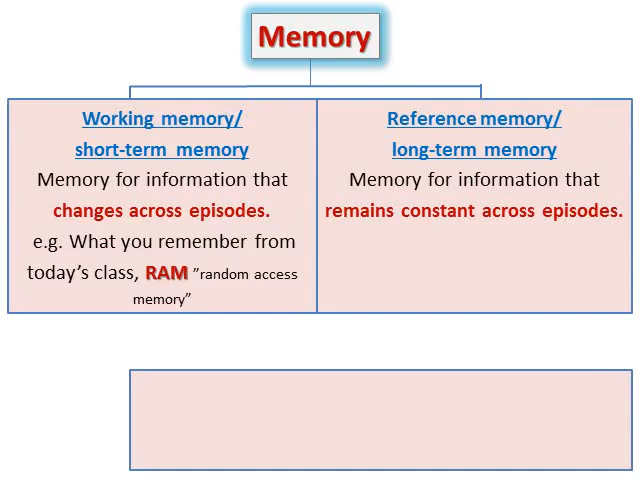 Memory
Working memory/
short-term memory
Memory for information that
changes across episodes.
e.g. What you remember from
today’s class, RAM ”random access
memory”
Reference memory/
long-term memory
Memory for information that
remains constant across episodes.